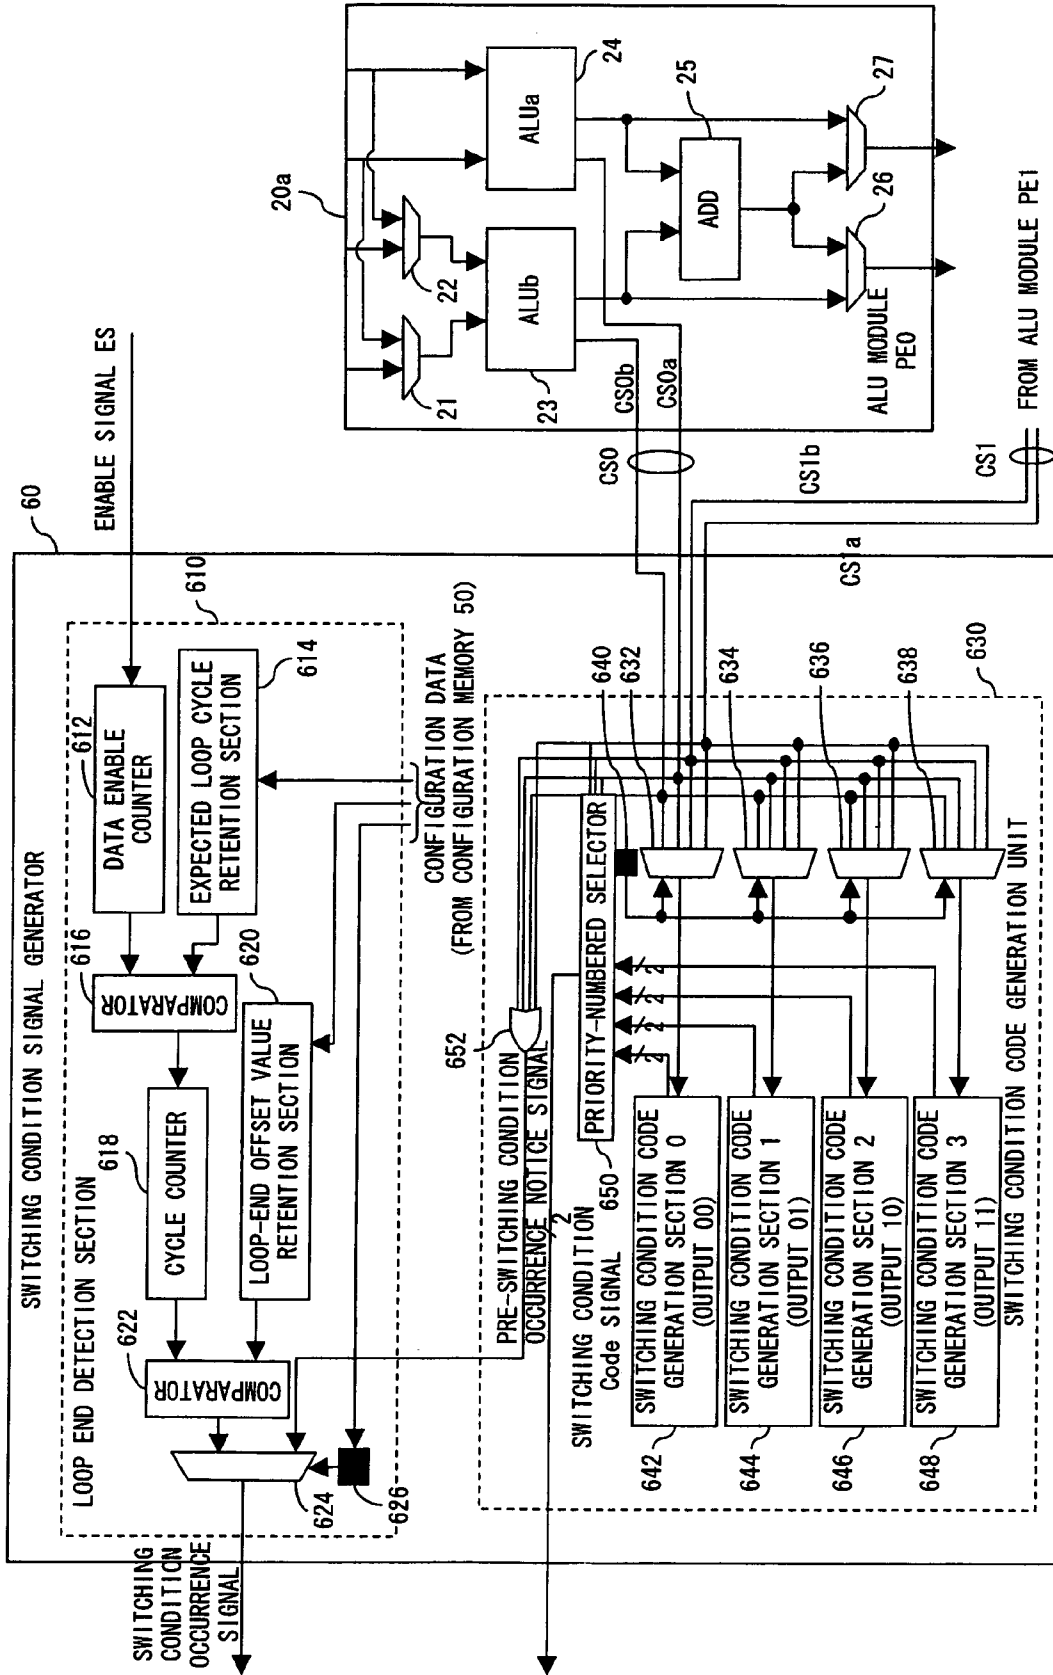 SWITCHING CONDITION SIGNAL GENERATOR
60
ENABLE SIGNAL ES
LOOP END DETECTION SECTION
610
612
DATA ENABLE
COUNTER
EXPECTED LOOP CYCLE
RETENTION SECTION
614
616
COMPARATOR
618
CYCLE COUNTER
620
LOOP-END OFFSET VALUE
RETENTION SECTION
622
COMPARATOR
624
626
SWITCHING
CONDITION
OCCURRENCE
SIGNAL
CONFIGURATION DATA
(FROM CONFIGURATION MEMORY 50)
PRE-SWITCHING CONDITION
OCCURRENCE NOTICE SIGNAL
652
2
SWITCHING CONDITION
Code SIGNAL
650
PRIORITY-NUMBERED SELECTOR
2
2
2
2
640
632
634
636
638
630
642
SWITCHING CONDITION CODE
GENERATION SECTION 0
(OUTPUT 00)
644
SWITCHING CONDITION CODE
GENERATION SECTION 1
(OUTPUT 01)
646
SWITCHING CONDITION CODE
GENERATION SECTION 2
(OUTPUT 10)
648
SWITCHING CONDITION CODE
GENERATION SECTION 3
(OUTPUT 11)
SWITCHING CONDITION CODE GENERATION UNIT
20a
21
22
23
ALUb
24
ALUa
25
ADD
26
27
ALU MODULE
PE0
CS0b
CS0a
CS0
CS1b
CS1a
CS1
FROM ALU MODULE PE1